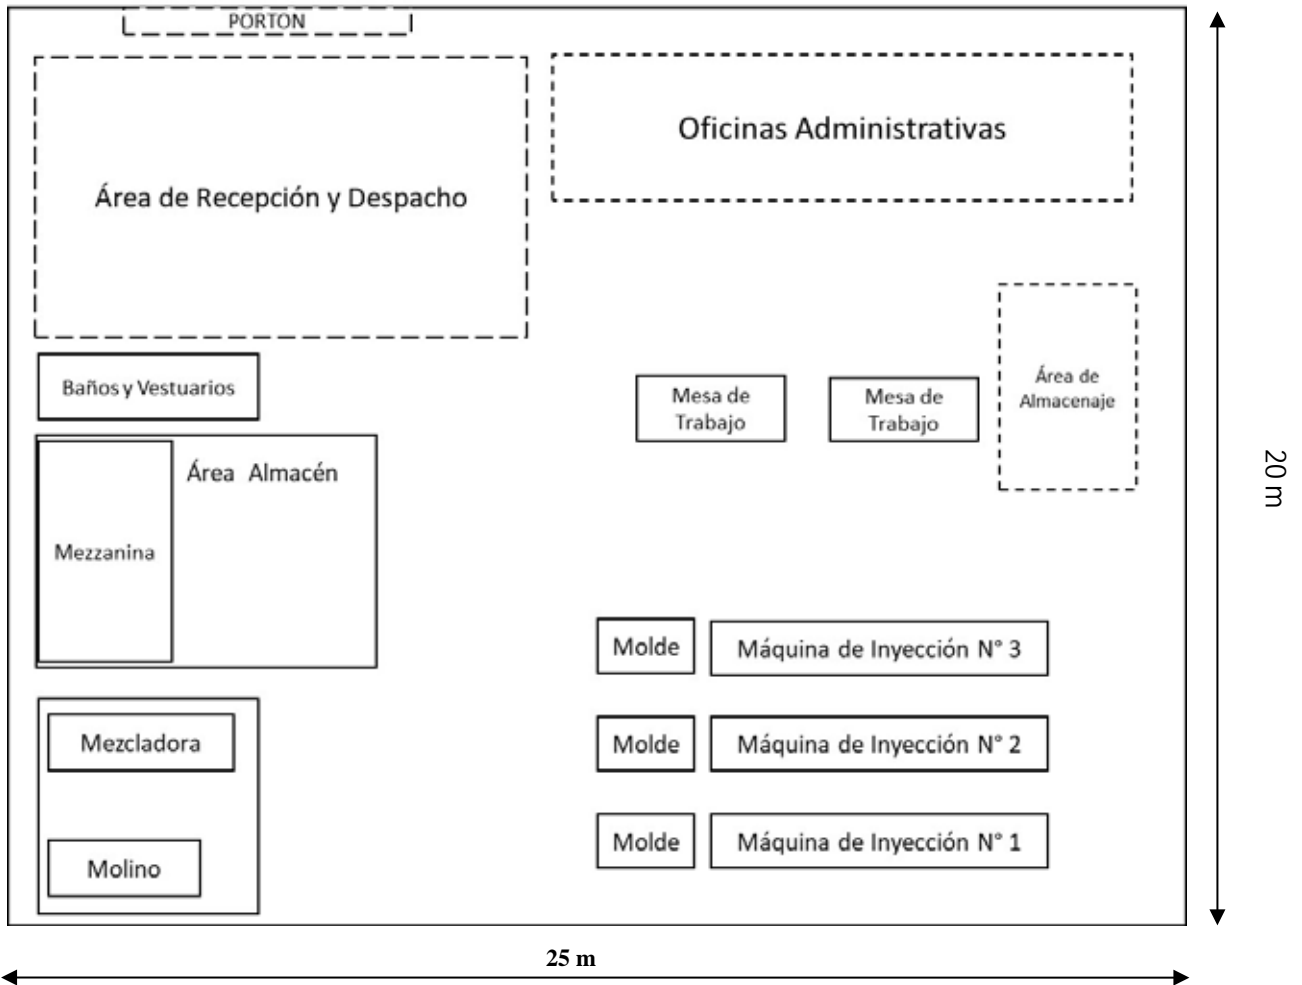 PORTON
Oficinas Administrativas
Área de Recepción y Despacho
Baños y Vestuarios
Mesa de
Trabajo
Mesa de
Trabajo
Área de
Almacenaje
20 m
Área Almacén
Mezzanina
Molde
Máquina de Inyección N° 3
Mezcladora
Molde
Máquina de Inyección N° 2
Molino
Molde
Máquina de Inyección N° 1
25 m